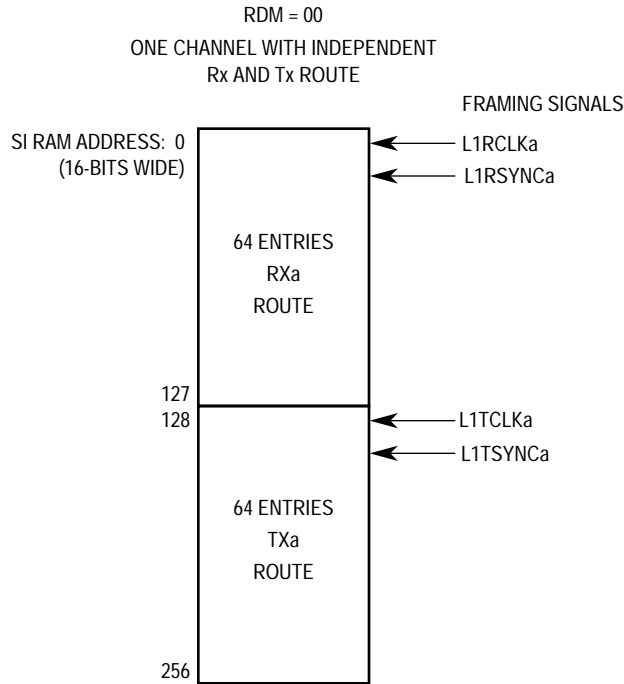 RDM = 00
ONE CHANNEL WITH INDEPENDENT
Rx AND Tx ROUTE
FRAMING SIGNALS
SI RAM ADDRESS: 0
(16-BITS WIDE)
L1RCLKa
L1RSYNCa
64 ENTRIES
RXa
ROUTE
127
128
L1TCLKa
L1TSYNCa
64 ENTRIES
TXa
ROUTE
256